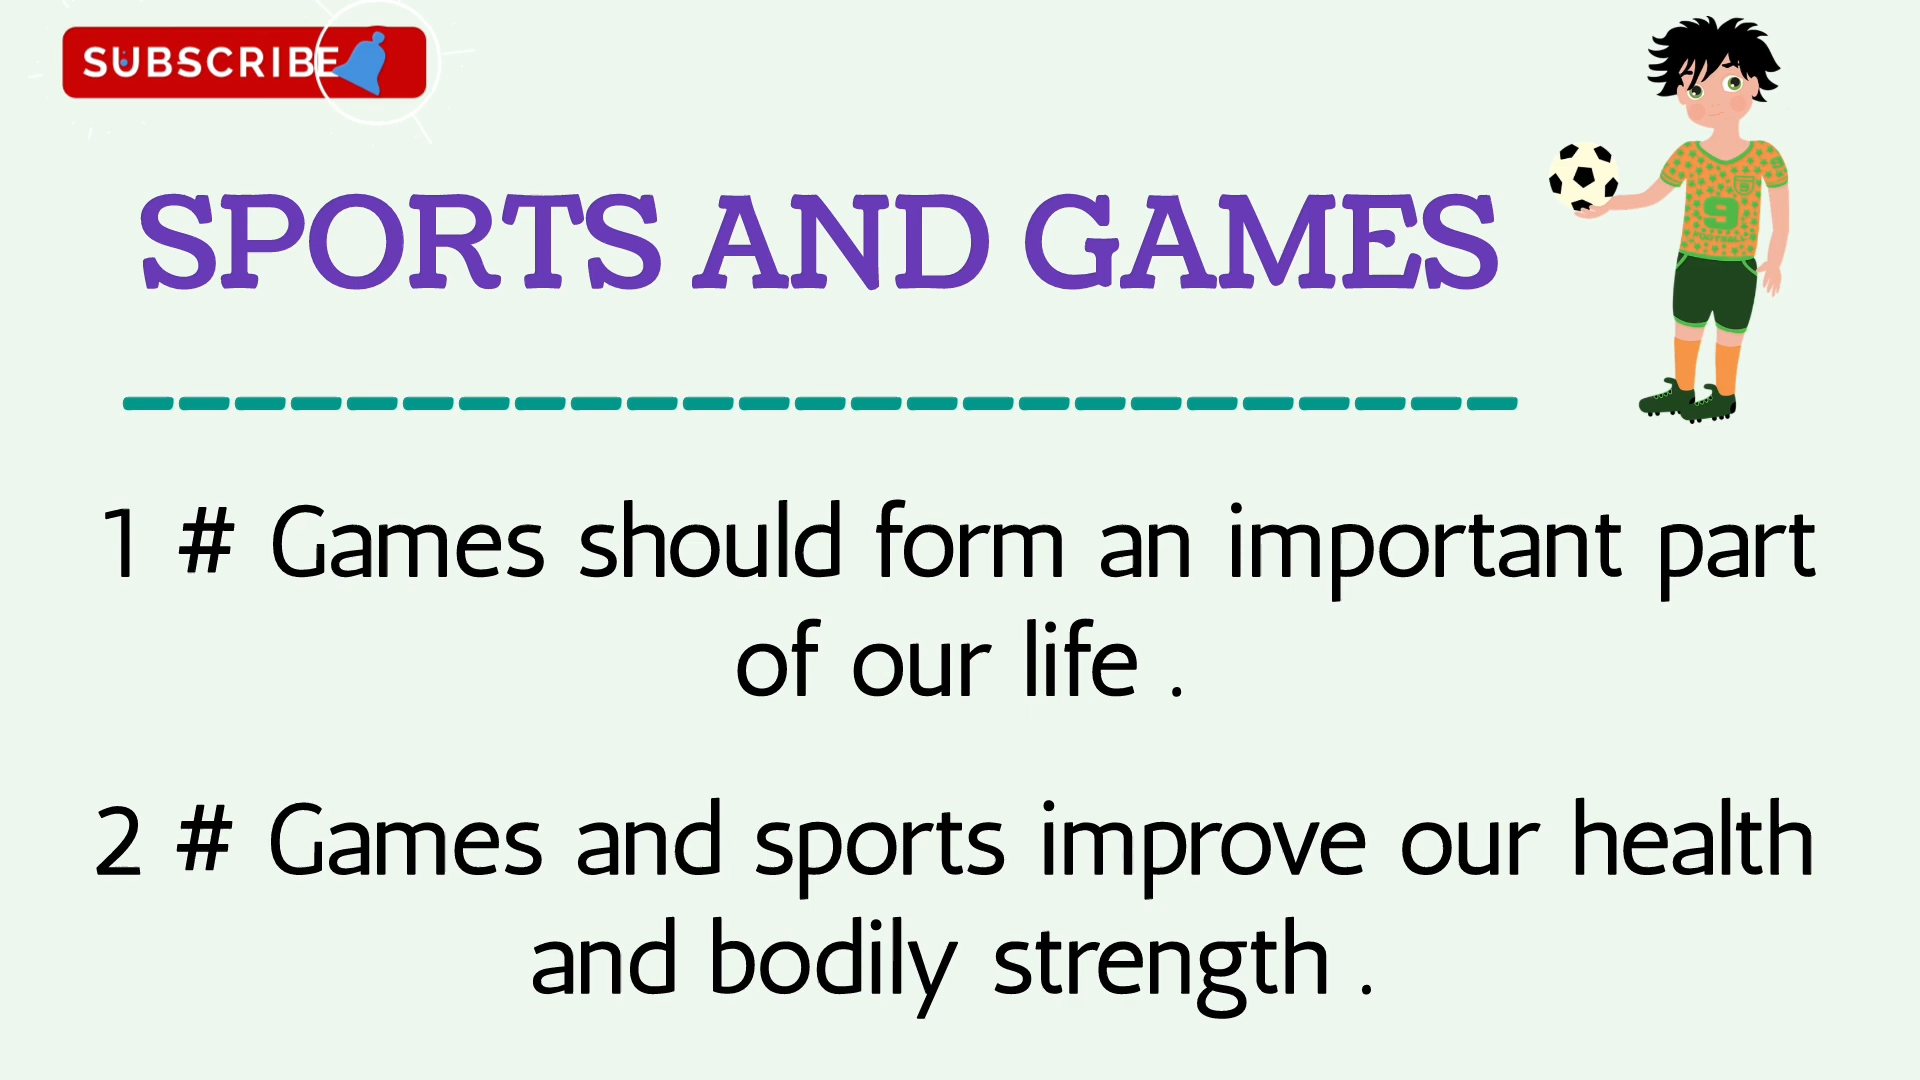 SUBSCRIBE
SPORTS AND GAMES
9
1 # Games should form an important part
of our life .
2 # Games and sports improve our health
and bodily strength .